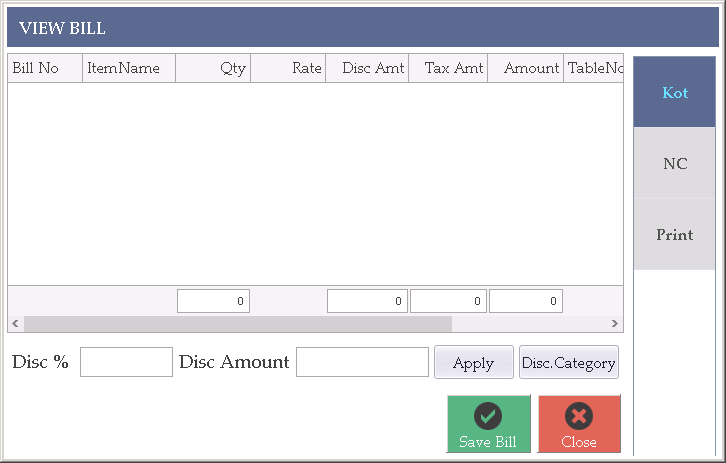 VIEW BILL
Bill No ItemName Qty Rate Disc Amt Tax Amt Amount TableNo
Kot
NC
Print
0 0 0 0
Disc % Disc Amount Apply Disc.Category
Save Bill Close